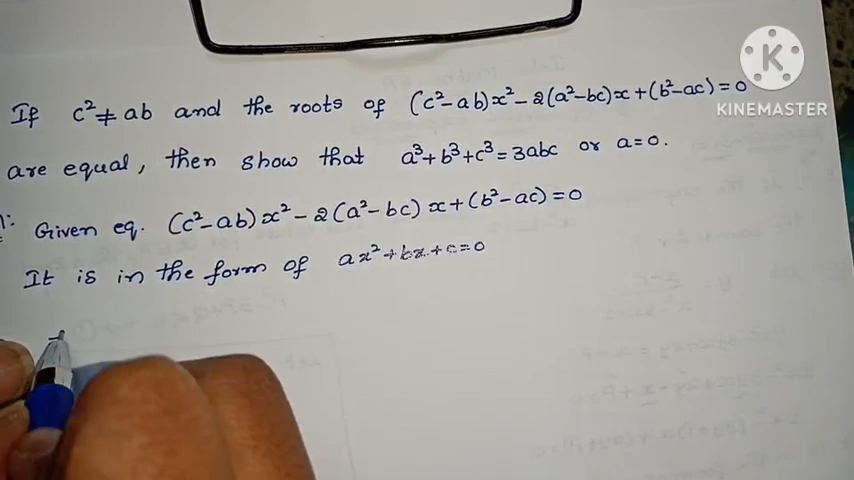 If c² ≠ ab and the roots of (c²-ab)x²-2(a²-bc)x+(b²-ac)=0
are equal, then show that a³+b³+c³=3abc or a=0.
Given eq. (c²-ab)x²-2(a²-bc)x+(b²-ac)=0
It is in the form of ax²+bx+c=0
KINEMASTER